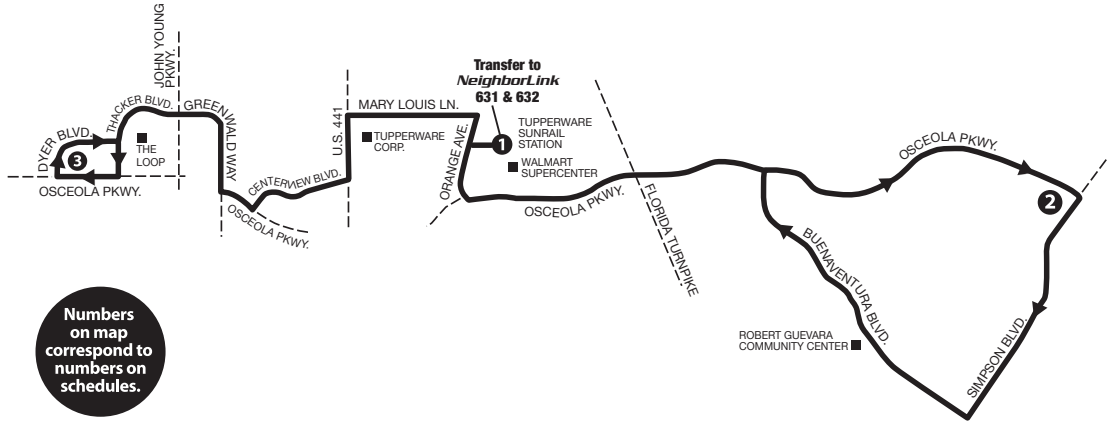 JOHN YOUNG
PKWY.
THACKER BLVD.
GREENWALD WAY
DYER BLVD.
3
THE
LOOP
OSCEOLA PKWY.
CENTERVIEW BLVD.
OSCEOLA PKWY.
U.S. 441
MARY LOUIS LN.
TUPPERWARE
CORP.
ORANGE AVE.
Transfer to
NeighborLink
631 & 632
1
TUPPERWARE
SUNRAIL
STATION
WALMART
SUPERCENTER
OSCEOLA PKWY.
FLORIDA TURNPIKE
OSCEOLA PKWY.
2
BUENAVENTURA BLVD.
ROBERT GUEVARA
COMMUNITY CENTER
SIMPSON BLVD.
Numbers
on map
correspond to
numbers on
schedules.